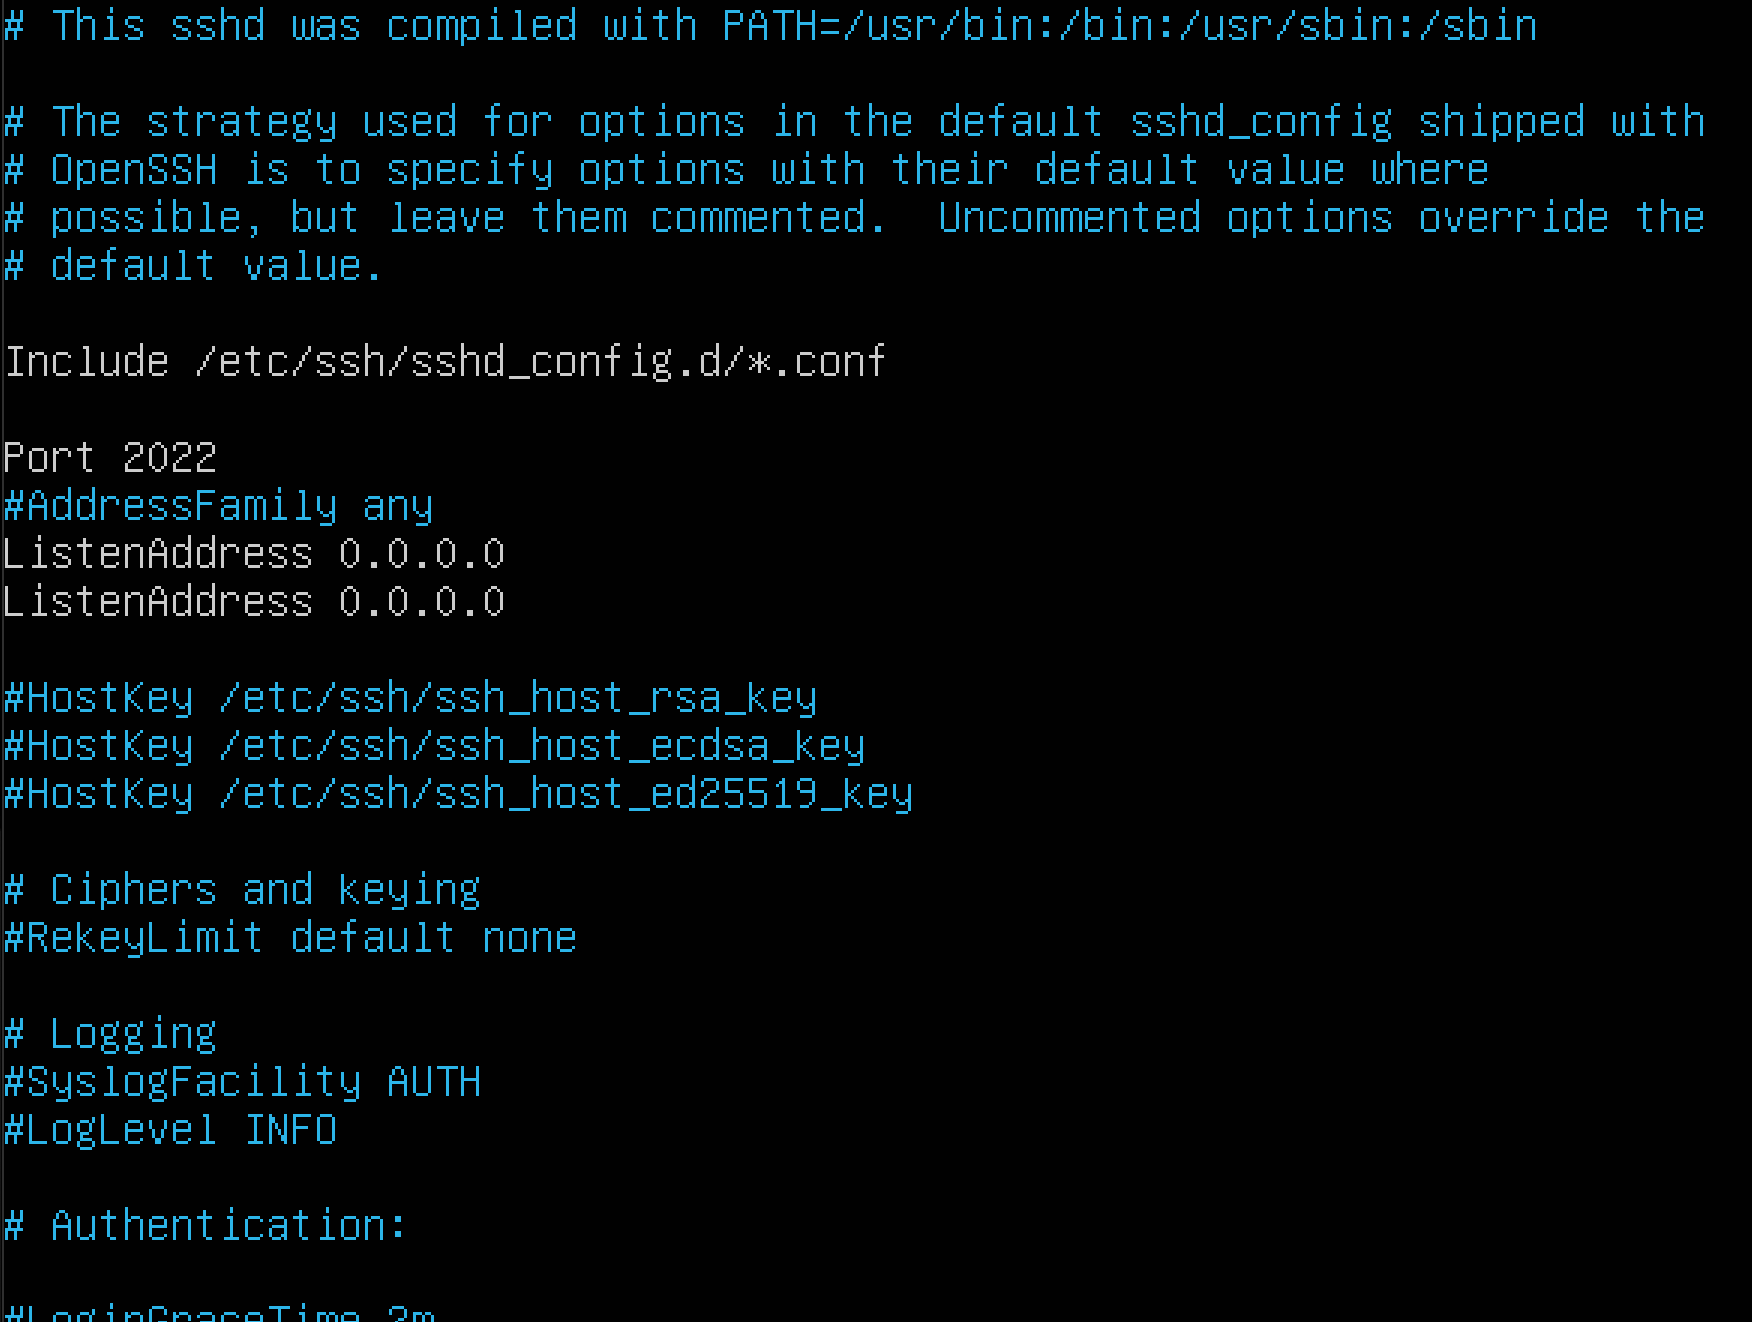 # This sshd was compiled with PATH=/usr/bin:/bin:/usr/sbin:/sbin
# The strategy used for options in the default sshd_config shipped with
# OpenSSH is to specify options with their default value where
# possible, but leave them commented.  Uncommented options override the
# default value.
Include /etc/ssh/sshd_config.d/*.conf
Port 2022
#AddressFamily any
ListenAddress 0.0.0.0
ListenAddress 0.0.0.0
#HostKey /etc/ssh/ssh_host_rsa_key
#HostKey /etc/ssh/ssh_host_ecdsa_key
#HostKey /etc/ssh/ssh_host_ed25519_key
# Ciphers and keying
#RekeyLimit default none
# Logging
#SyslogFacility AUTH
#LogLevel INFO
# Authentication:
#LoginGraceTime